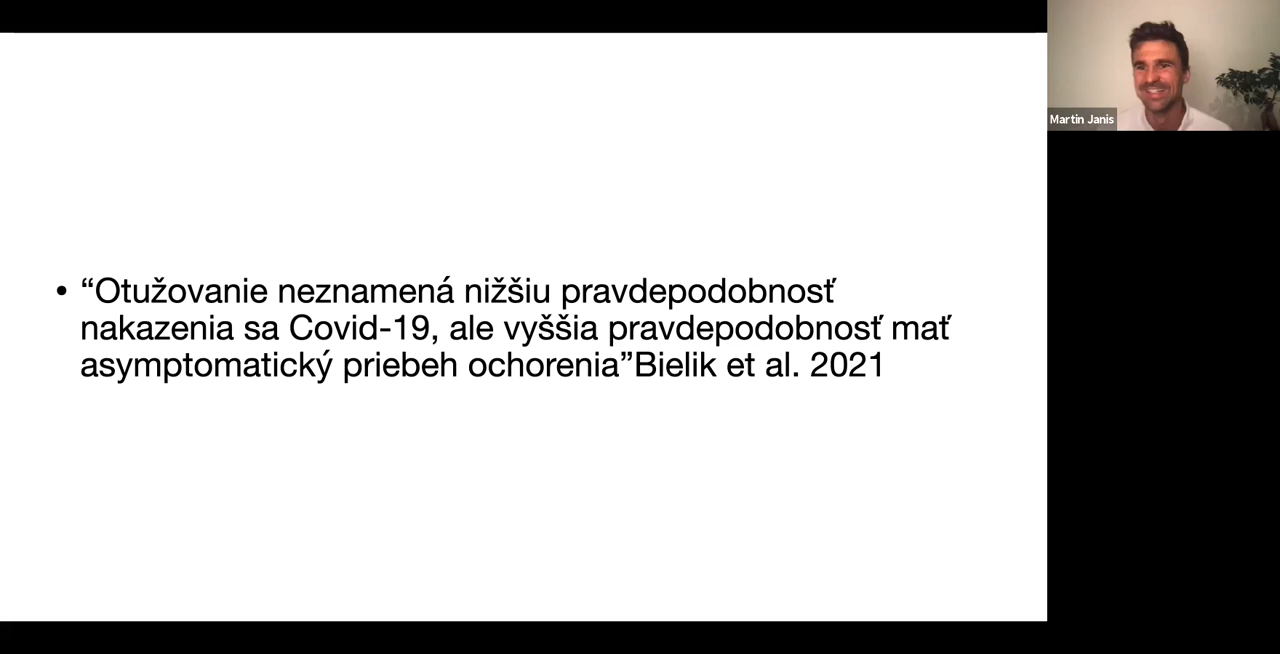 • “Otužovanie neznamená nižšiu pravdepodobnosť
nakazenia sa Covid-19, ale vyššia pravdepodobnosť mať
asymptomatický priebeh ochorenia”Bielik et al. 2021
Martin Janis